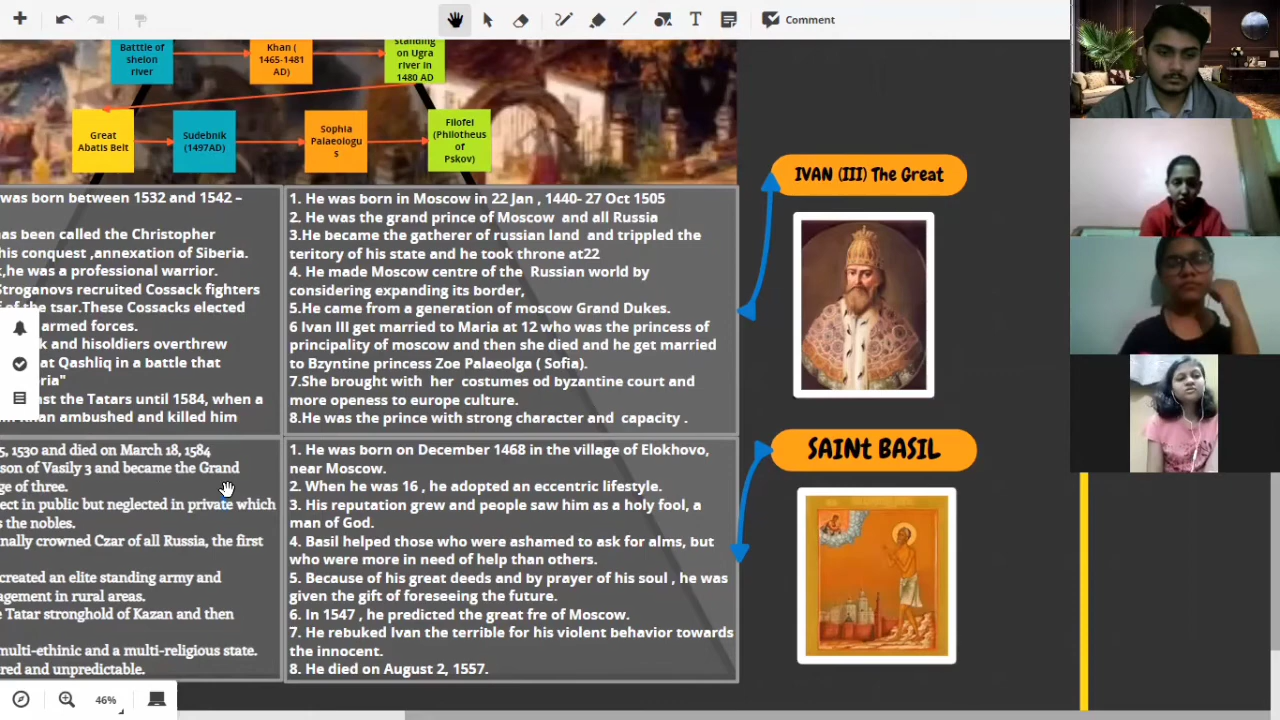 Comment
Batttle of
shelon
river
Khan (
1465-1481
AD)
standing
on Ugra
river in
1480 AD
Great
Abatis Belt
Sudebnik
(1497AD)
Sophia
Palaeologu
s
Filofei
(Philotheus
of
Pskov)
IVAN (III) The Great
was born between 1532 and 1542 –
has been called the Christopher
his conquest ,annexation of Siberia.
,he was a professional warrior.
Stroganovs recruited Cossack fighters
of the tsar.These Cossacks elected
armed forces.
k and hisoldiers overthrew
at Qashliq in a battle that
eria"
the Tatars until 1584, when a
ambushed and killed him
1. He was born in Moscow in 22 Jan , 1440- 27 Oct 1505
2. He was the grand prince of Moscow and all Russia
3.He became the gatherer of russian land and trippled the
teritory of his state and he took throne at22
4. He made Moscow centre of the Russian world by
considering expanding its border,
5.He came from a generation of moscow Grand Dukes.
6 Ivan III get married to Maria at 12 who was the princess of
principality of moscow and then she died and he get married
to Bzyntine princess Zoe Palaeolga ( Sofia).
7.She brought with her costumes od byzantine court and
more openess to europe culture.
8.He was the prince with strong character and capacity .
SAINt BASIL
5, 1530 and died on March 18, 1584
son of Vasily 3 and became the Grand
ge of three.
ect in public but neglected in private which
s the nobles.
nally crowned Czar of all Russia, the first
created an elite standing army and
agement in rural areas.
e Tatar stronghold of Kazan and then
multi-ethinic and a multi-religious state.
red and unpredictable.
1. He was born on December 1468 in the village of Elokhovo,
near Moscow.
2. When he was 16 , he adopted an eccentric lifestyle.
3. His reputation grew and people saw him as a holy fool, a
man of God.
4. Basil helped those who were ashamed to ask for alms, but
who were more in need of help than others.
5. Because of his great deeds and by prayer of his soul , he was
given the gift of foreseeing the future.
6. In 1547 , he predicted the great fre of Moscow.
7. He rebuked Ivan the terrible for his violent behavior towards
the innocent.
8. He died on August 2, 1557.
46%